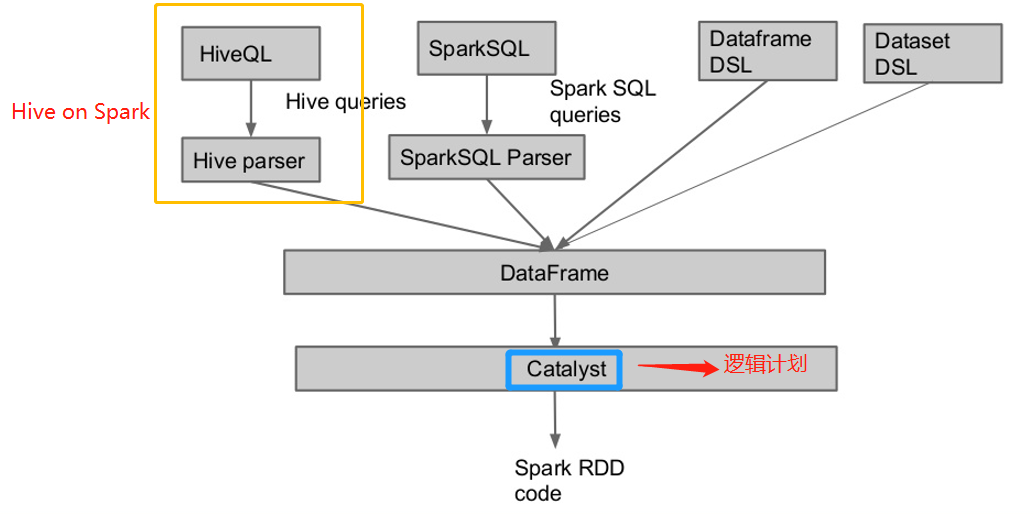 HiveQL
SparkSQL
Dataframe
DSL
Dataset
DSL
Hive on Spark
Hive queries
Spark SQL
queries
Hive parser
SparkSQL Parser
DataFrame
Catalyst
逻辑计划
Spark RDD
code